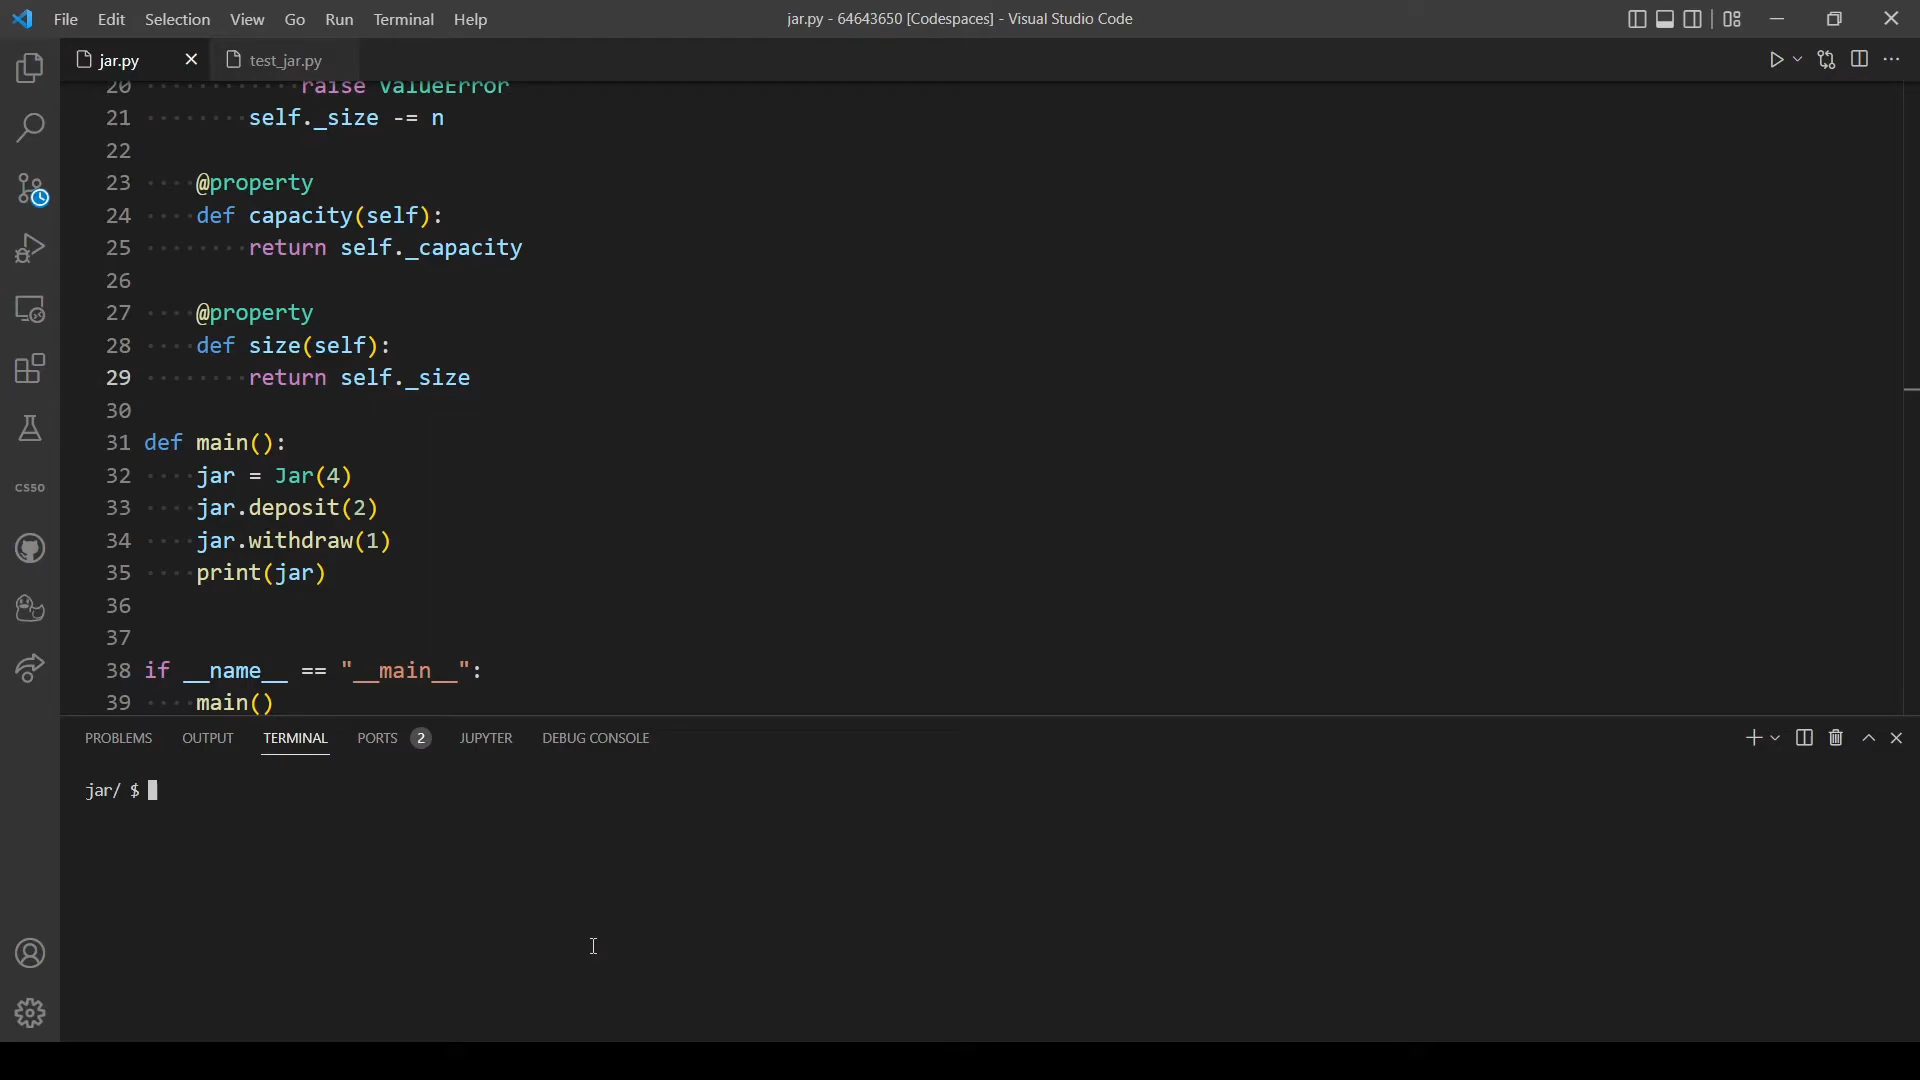 File Edit Selection View Go Run Terminal Help
jar.py - 64643650 [Codespaces] - Visual Studio Code
jar.py
test_jar.py
20 raise ValueError
21 self._size -= n
22
23 @property
24 def capacity(self):
25 return self._capacity
26
27 @property
28 def size(self):
29 return self._size
30
31 def main():
32 jar = Jar(4)
33 jar.deposit(2)
34 jar.withdraw(1)
35 print(jar)
36
37
38 if __name__ == "__main__":
39 main()
CS50
PROBLEMS OUTPUT TERMINAL PORTS 2 JUPYTER DEBUG CONSOLE
jar/ $